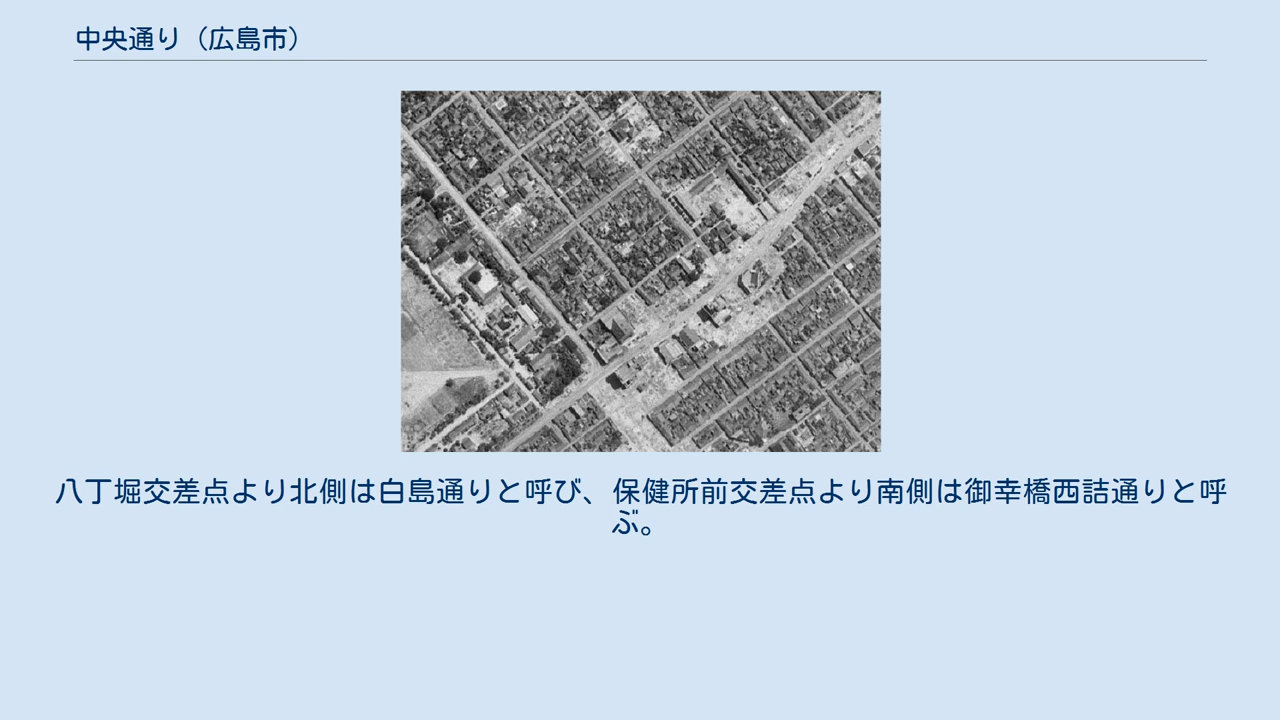 中央通り（広島市）
八丁堀交差点より北側は白島通りと呼び、保健所前交差点より南側は御幸橋西詰通りと呼
ぶ。